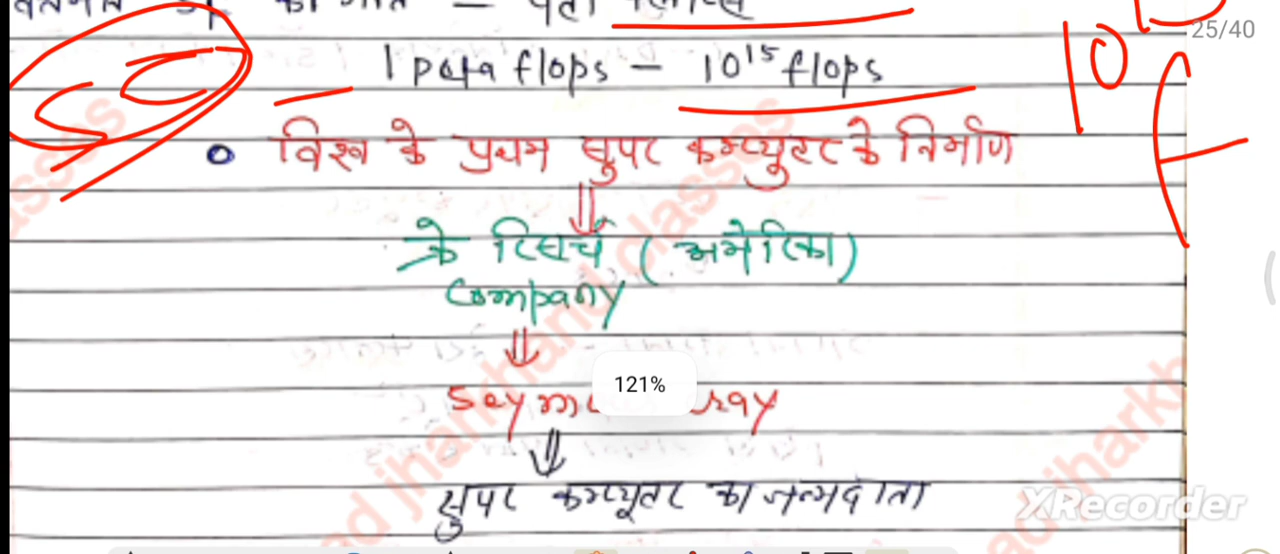 25/40
1 peta flops - 10¹⁵ flops
10
विश्व के प्रथम सुपर कम्प्यूटर के निर्माण
क्रे रिसर्च (अमेरिका)
Company
121%
सुपर कम्प्यूटर का जन्मदाता
XRecorder